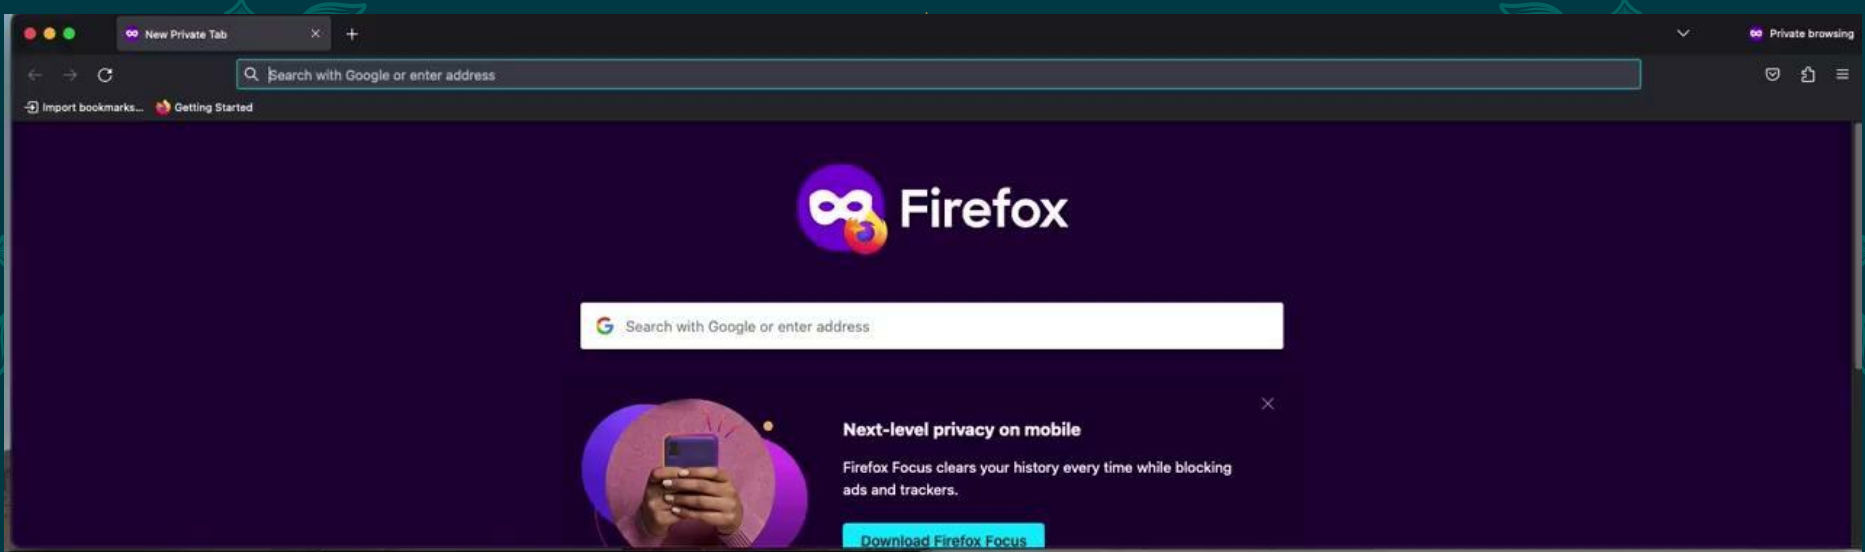 New Private Tab
Private browsing
Search with Google or enter address
Import bookmarks...
Getting Started
Firefox
Search with Google or enter address
Next-level privacy on mobile
Firefox Focus clears your history every time while blocking
ads and trackers.
Download Firefox Focus